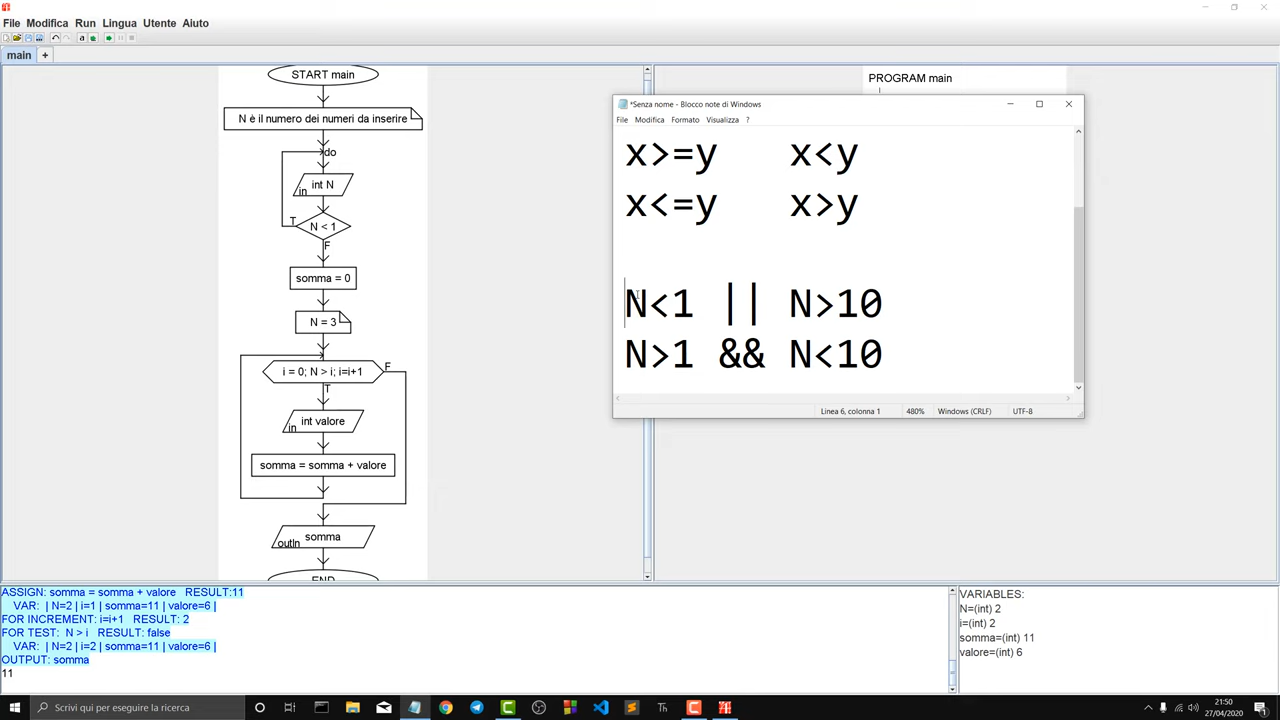 File Modifica Run Lingua Utente Aiuto
a
main +
START main
N è il numero dei numeri da inserire
do
int N
in
T
N < 1
F
somma = 0
N = 3
i = 0; N > i; i=i+1
F
T
int valore
in
somma = somma + valore
somma
outln
END
PROGRAM main
*Senza nome - Blocco note di Windows
File Modifica Formato Visualizza ?
x>=y x<y
x<=y x>y
N<1 || N>10
N>1 && N<10
Linea 6, colonna 1 480% Windows (CRLF) UTF-8
ASSIGN: somma = somma + valore RESULT:11
VAR: | N=2 | i=1 | somma=11 | valore=6 |
FOR INCREMENT: i=i+1 RESULT: 2
FOR TEST: N > i RESULT: false
VAR: | N=2 | i=2 | somma=11 | valore=6 |
OUTPUT: somma
11
VARIABLES:
N=(int) 2
i=(int) 2
somma=(int) 11
valore=(int) 6
Scrivi qui per eseguire la ricerca
Th
21:50
27/04/2020
1